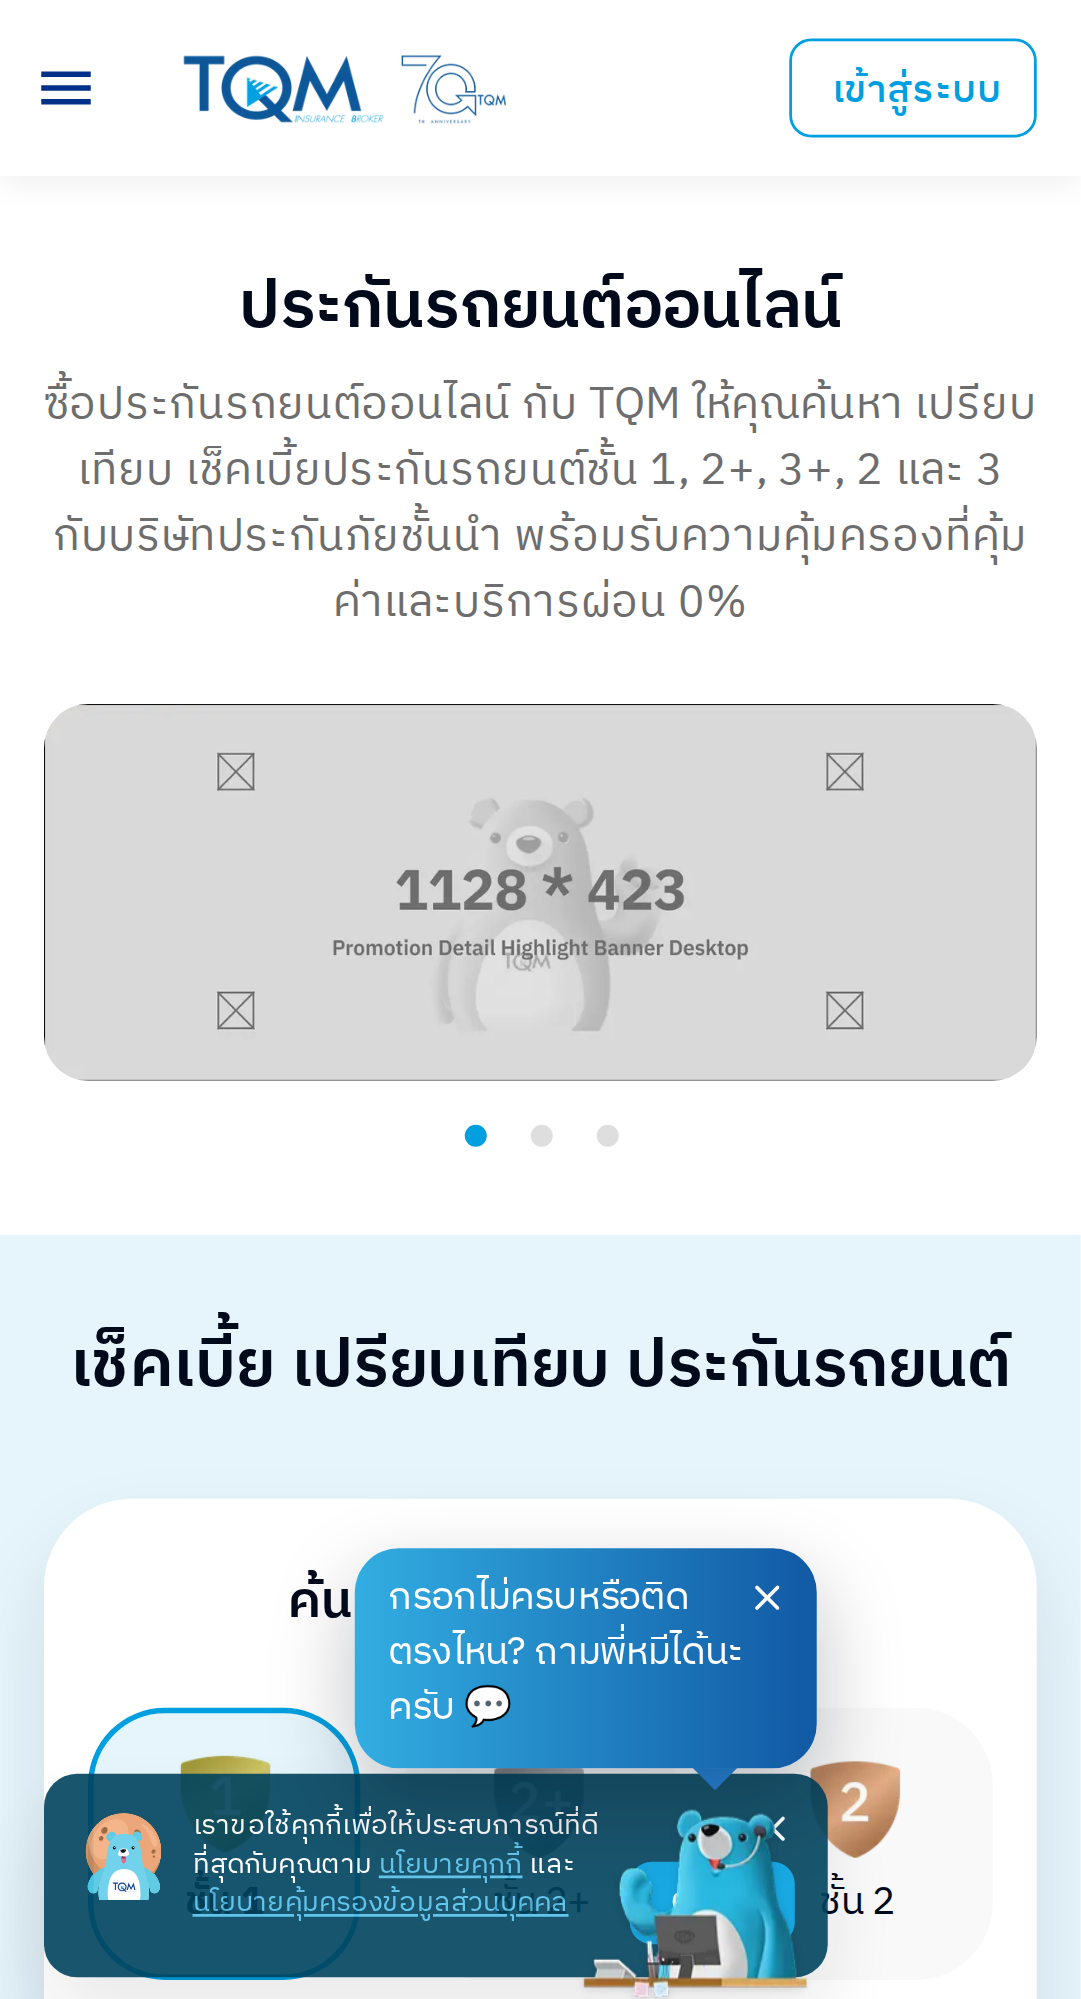 TQM
INSURANCE BROKER
70 TQM
TH ANNIVERSARY
เข้าสู่ระบบ
ประกันรถยนต์ออนไลน์
ซื้อประกันรถยนต์ออนไลน์ กับ TQM ให้คุณค้นหา เปรียบ
เทียบ เช็คเบี้ยประกันรถยนต์ชั้น 1, 2+, 3+, 2 และ 3
กับบริษัทประกันภัยชั้นนำ พร้อมรับความคุ้มครองที่คุ้ม
ค่าและบริการผ่อน 0%
1128 * 423
Promotion Detail Highlight Banner Desktop
TQM
เช็คเบี้ย เปรียบเทียบ ประกันรถยนต์
ค้น
กรอกไม่ครบหรือติด
ตรงไหน? ถามพี่หมีได้นะ
ครับ 💬
1
2+
2
เราขอใช้คุกกี้เพื่อให้ประสบการณ์ที่ดี
ที่สุดกับคุณตาม นโยบายคุกกี้ และ
นโยบายคุ้มครองข้อมูลส่วนบุคคล
TQM
ชั้น 1
ชั้น 2